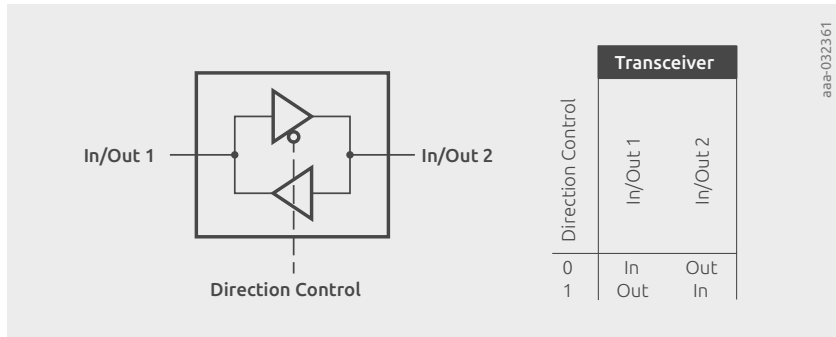 In/Out 1
In/Out 2
Direction Control
Transceiver
Direction Control
In/Out 1
In/Out 2
0 In Out
1 Out In
aaa-032361